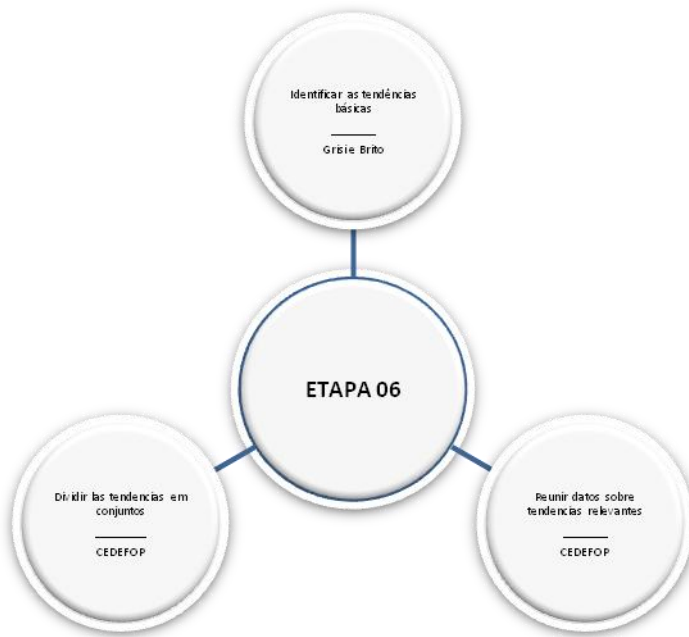 Identificar as tendências
básicas
Grisi e Brito
ETAPA 06
Dividir las tendencias em
conjuntos
CEDEFOP
Reunir datos sobre
tendencias relevantes
CEDEFOP